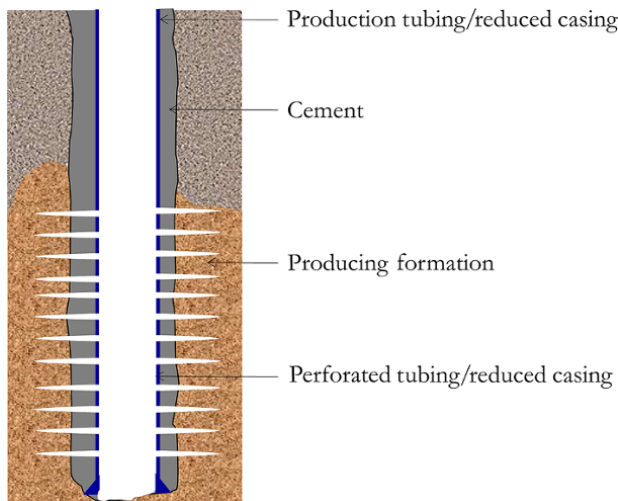 Production tubing/reduced casing
Cement
Producing formation
Perforated tubing/reduced casing